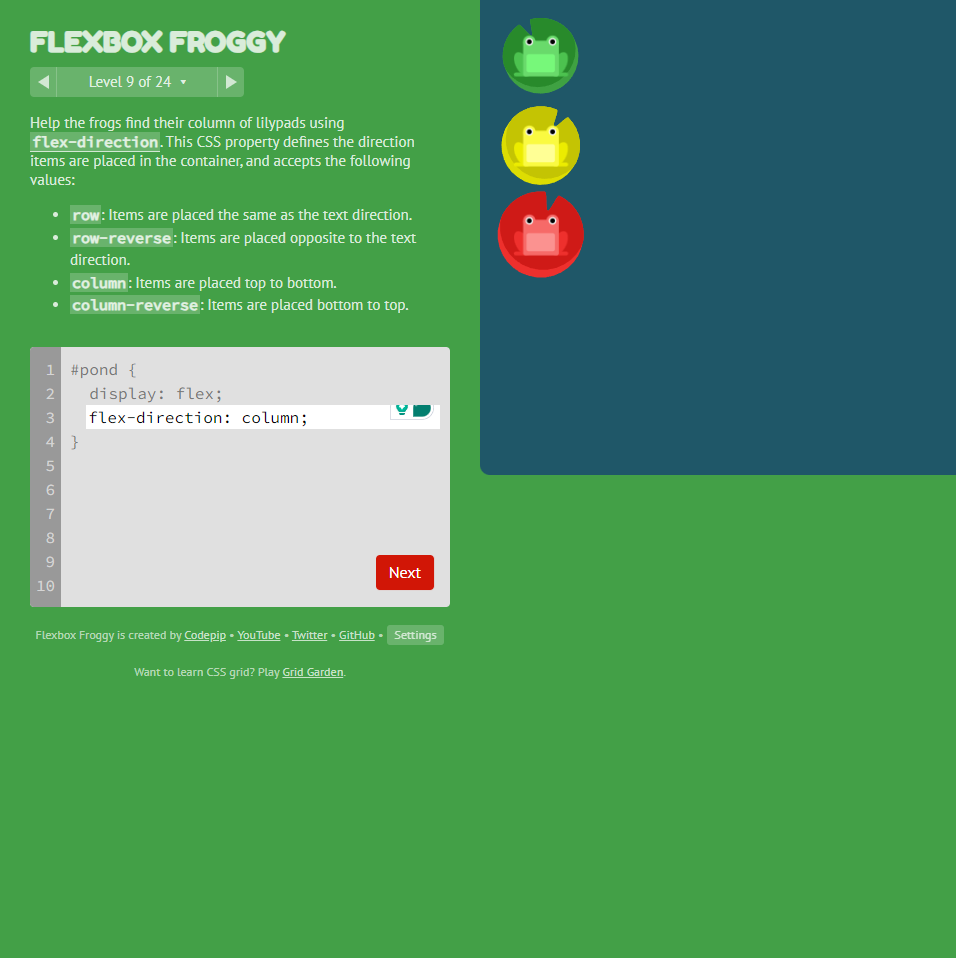 FLEXBOX FROGGY
Level 9 of 24
Help the frogs find their column of lilypads using
flex-direction. This CSS property defines the direction
items are placed in the container, and accepts the following
values:
• row: Items are placed the same as the text direction.
• row-reverse: Items are placed opposite to the text
direction.
• column: Items are placed top to bottom.
• column-reverse: Items are placed bottom to top.
1 #pond {
2 display: flex;
3 flex-direction: column;
4 }
5
6
7
8
9
10
Next
Flexbox Froggy is created by Codepip • YouTube • Twitter • GitHub • Settings
Want to learn CSS grid? Play Grid Garden.